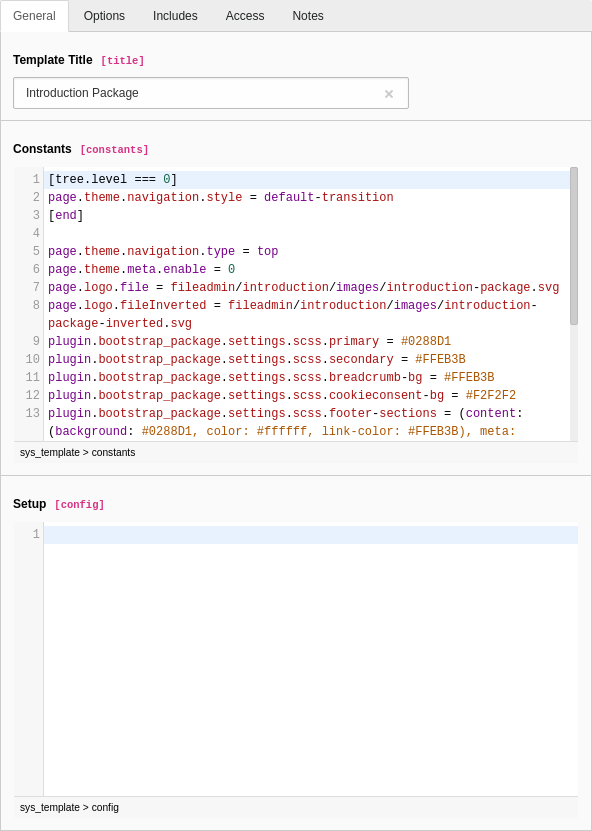 General Options Includes Access Notes
Template Title [title]
Introduction Package ×
Constants [constants]
1 [tree.level === 0]
2 page.theme.navigation.style = default-transition
3 [end]
4
5 page.theme.navigation.type = top
6 page.theme.meta.enable = 0
7 page.logo.file = fileadmin/introduction/images/introduction-package.svg
8 page.logo.fileInverted = fileadmin/introduction/images/introduction-
package-inverted.svg
9 plugin.bootstrap_package.settings.scss.primary = #0288D1
10 plugin.bootstrap_package.settings.scss.secondary = #FFEB3B
11 plugin.bootstrap_package.settings.scss.breadcrumb-bg = #FFEB3B
12 plugin.bootstrap_package.settings.scss.cookieconsent-bg = #F2F2F2
13 plugin.bootstrap_package.settings.scss.footer-sections = (content:
(background: #0288D1, color: #ffffff, link-color: #FFEB3B), meta:
sys_template > constants
Setup [config]
1
sys_template > config